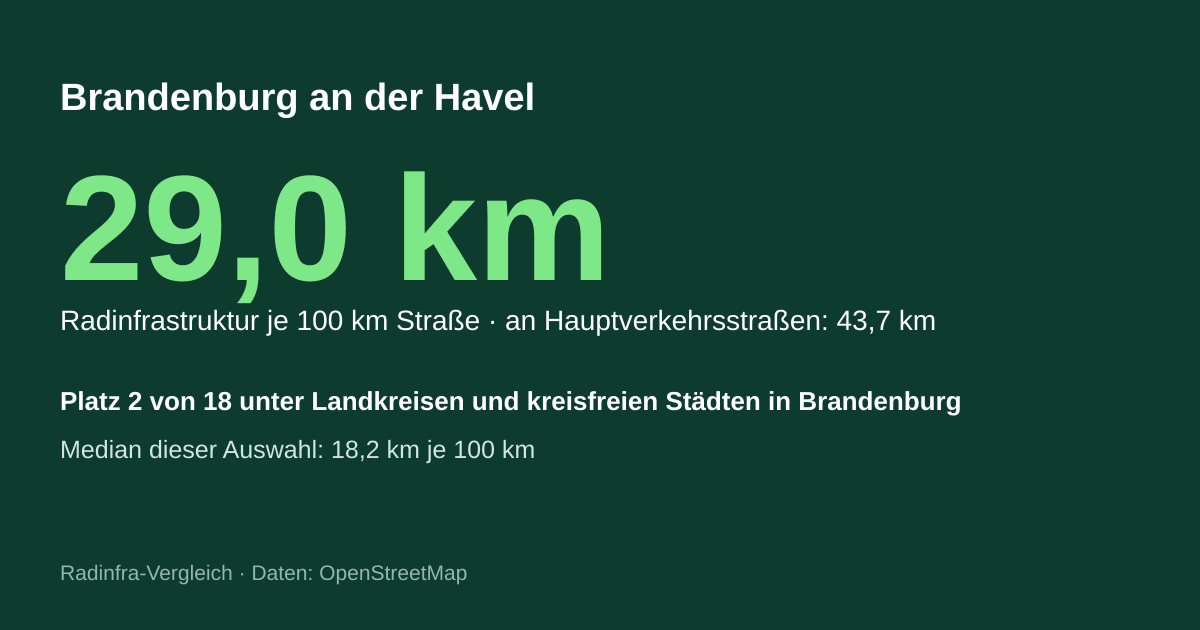 Brandenburg an der Havel
29,0 km
Radinfrastruktur je 100 km Straße · an Hauptverkehrsstraßen: 43,7 km
Platz 2 von 18 unter Landkreisen und kreisfreien Städten in Brandenburg
Median dieser Auswahl: 18,2 km je 100 km
Radinfra-Vergleich · Daten: OpenStreetMap